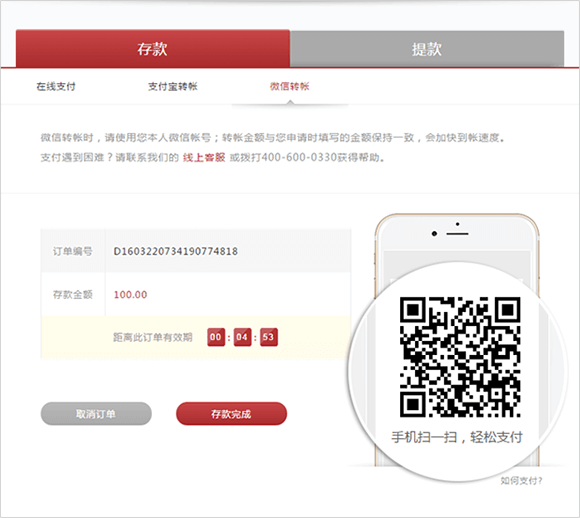 存款
提款
在线支付
支付宝转帐
微信转帐
微信转帐时，请使用您本人微信帐号；转帐金额与您申请时填写的金额保持一致，会加快到帐速度。
支付遇到困难？请联系我们的 线上客服 或拨打400-600-0330获得帮助。
订单编号 D1603220734190774818
存款金额 100.00
距离此订单有效期 00 : 04 : 53
取消订单
存款完成
手机扫一扫，轻松支付
如何支付?